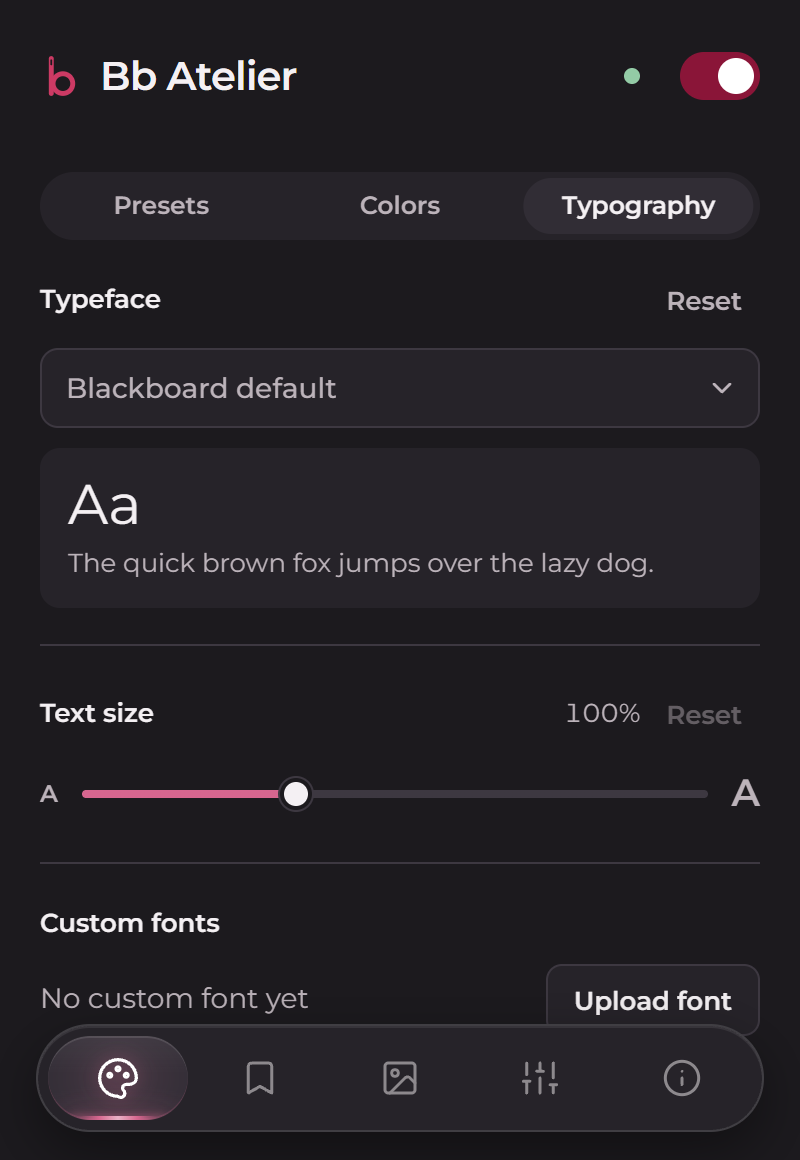 Bb Atelier
Presets Colors Typography
Typeface Reset
Blackboard default
Aa
The quick brown fox jumps over the lazy dog.
Text size 100% Reset
A A
Custom fonts
No custom font yet Upload font